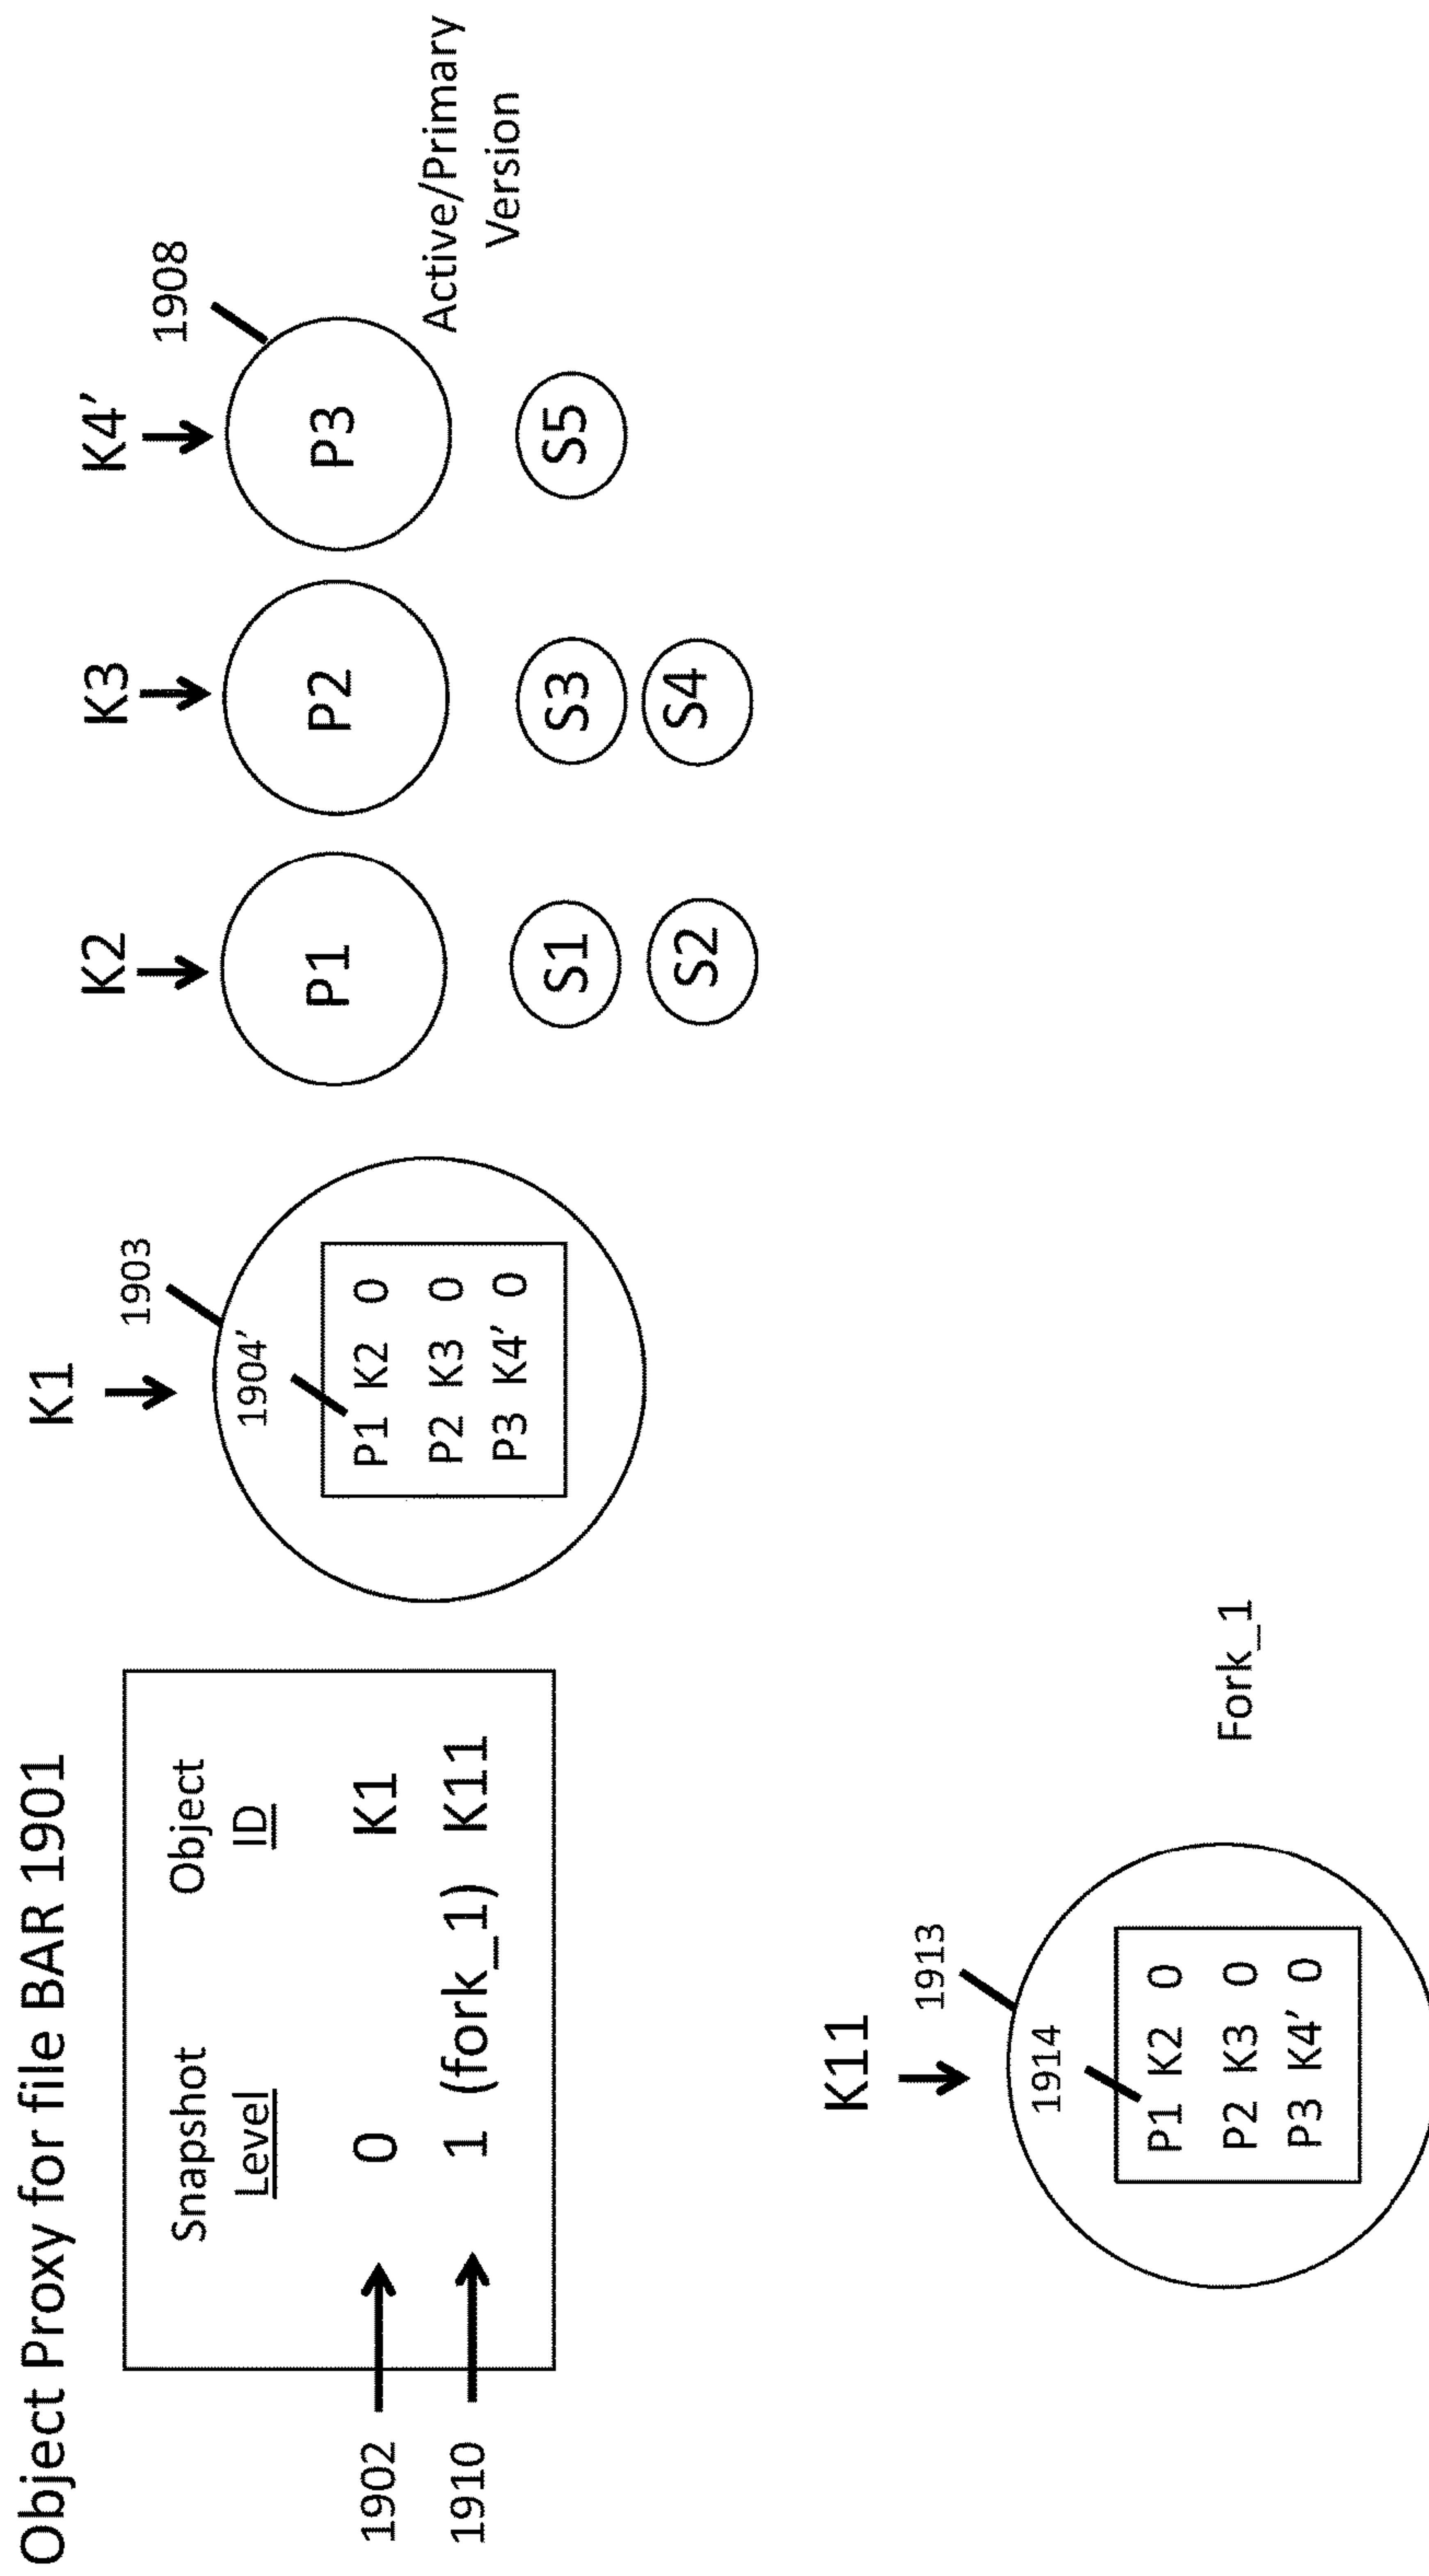 Object Proxy for file BAR 1901
Snapshot
Level
Object
ID
1902
0 K1
1910
1 (fork_1) K11
K1
1903
1904'
P1 K2 0
P2 K3 0
P3 K4' 0
K2
P1
S1
S2
K3
P2
S3
S4
K4'
1908
P3
S5
Active/Primary
Version
K11
1913
1914
P1 K2 0
P2 K3 0
P3 K4' 0
Fork_1